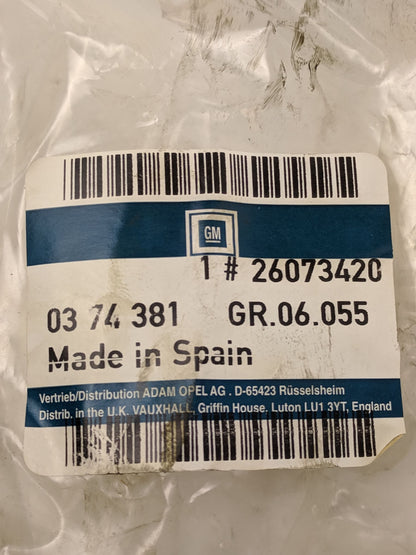 GM
1 # 26073420
03 74 381 GR.06.055
Made in Spain
Vertrieb/Distribution ADAM OPEL AG . D-65423 Rüsselsheim
Distrib. in the U.K. VAUXHALL, Griffin House, Luton LU1 3YT, England